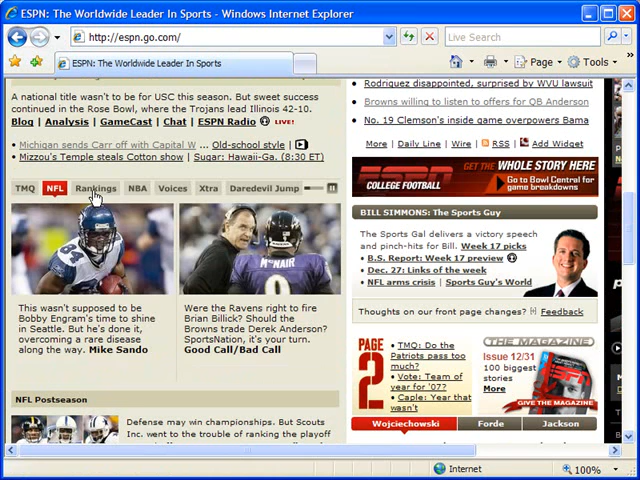 ESPN: The Worldwide Leader In Sports - Windows Internet Explorer
http://espn.go.com/
Live Search
ESPN: The Worldwide Leader In Sports
Page
Tools
A national title wasn't to be for USC this season. But sweet success
continued in the Rose Bowl, where the Trojans lead Illinois 42-10.
Blog | Analysis | GameCast | Chat | ESPN Radio LIVE!
• Michigan sends Carr off with Capital W ... Old-school style |
• Mizzou's Temple steals Cotton show | Sugar: Hawaii-Ga. (8:30 ET)
TMQ NFL Rankings NBA Voices Xtra Daredevil Jump
84
McNAIR
9
This wasn't supposed to be
Bobby Engram's time to shine
in Seattle. But he's done it,
overcoming a rare disease
along the way. Mike Sando
Were the Ravens right to fire
Brian Billick? Should the
Browns trade Derek Anderson?
SportsNation, it's your turn.
Good Call/Bad Call
NFL Postseason
Defense may win championships. But Scouts
Inc. went to the trouble of ranking the playoff
Rodriguez disappointed, surprised by WVU lawsuit
• Browns willing to listen to offers for QB Anderson
• No. 19 Clemson's inside game overpowers Bama
More | Daily Line | Wire | RSS | Add Widget
ESPN
COLLEGE FOOTBALL
GET THE WHOLE STORY HERE
Go to Bowl Central for
game breakdowns
BILL SIMMONS: The Sports Guy
The Sports Gal delivers a victory speech
and pinch-hits for Bill. Week 17 picks
• B.S. Report: Week 17 preview
• Dec. 27: Links of the week
• NFL arms crisis | Sports Guy's World
Thoughts on our front page changes? [+] Feedback
PAGE
2
• TMQ: Do the
Patriots pass too
much?
• Vote: Team of
year for '07?
• Caple: Year that
wasn't
THE MAGAZINE
Issue 12/31
100 biggest
stories
More
ESPN
GIVE THE MAGAZINE
Wojciechowski Forde Jackson
Internet
100%